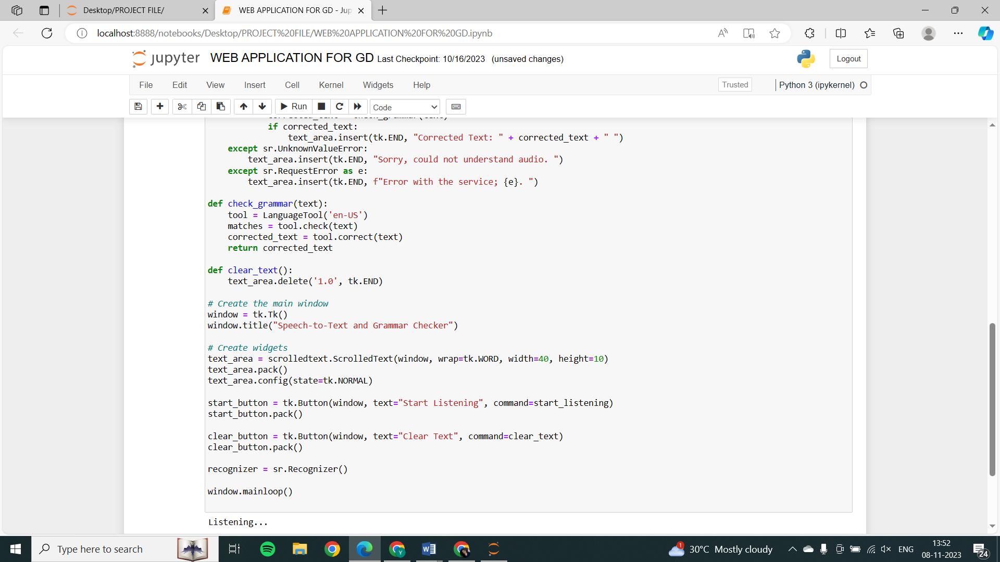 Desktop/PROJECT FILE/
WEB APPLICATION FOR GD - Jup
localhost:8888/notebooks/Desktop/PROJECT%20FILE/WEB%20APPLICATION%20FOR%20GD.ipynb
jupyter WEB APPLICATION FOR GD Last Checkpoint: 10/16/2023 (unsaved changes)
Logout
File Edit View Insert Cell Kernel Widgets Help
Trusted
Python 3 (ipykernel)
Run
Code
            if corrected_text:
                text_area.insert(tk.END, "Corrected Text: " + corrected_text + " ")
    except sr.UnknownValueError:
        text_area.insert(tk.END, "Sorry, could not understand audio. ")
    except sr.RequestError as e:
        text_area.insert(tk.END, f"Error with the service; {e}. ")
def check_grammar(text):
    tool = LanguageTool('en-US')
    matches = tool.check(text)
    corrected_text = tool.correct(text)
    return corrected_text
def clear_text():
    text_area.delete('1.0', tk.END)
# Create the main window
window = tk.Tk()
window.title("Speech-to-Text and Grammar Checker")
# Create widgets
text_area = scrolledtext.ScrolledText(window, wrap=tk.WORD, width=40, height=10)
text_area.pack()
text_area.config(state=tk.NORMAL)
start_button = tk.Button(window, text="Start Listening", command=start_listening)
start_button.pack()
clear_button = tk.Button(window, text="Clear Text", command=clear_text)
clear_button.pack()
recognizer = sr.Recognizer()
window.mainloop()
Listening...
Type here to search
1
30°C Mostly cloudy
ENG
13:52
08-11-2023
24